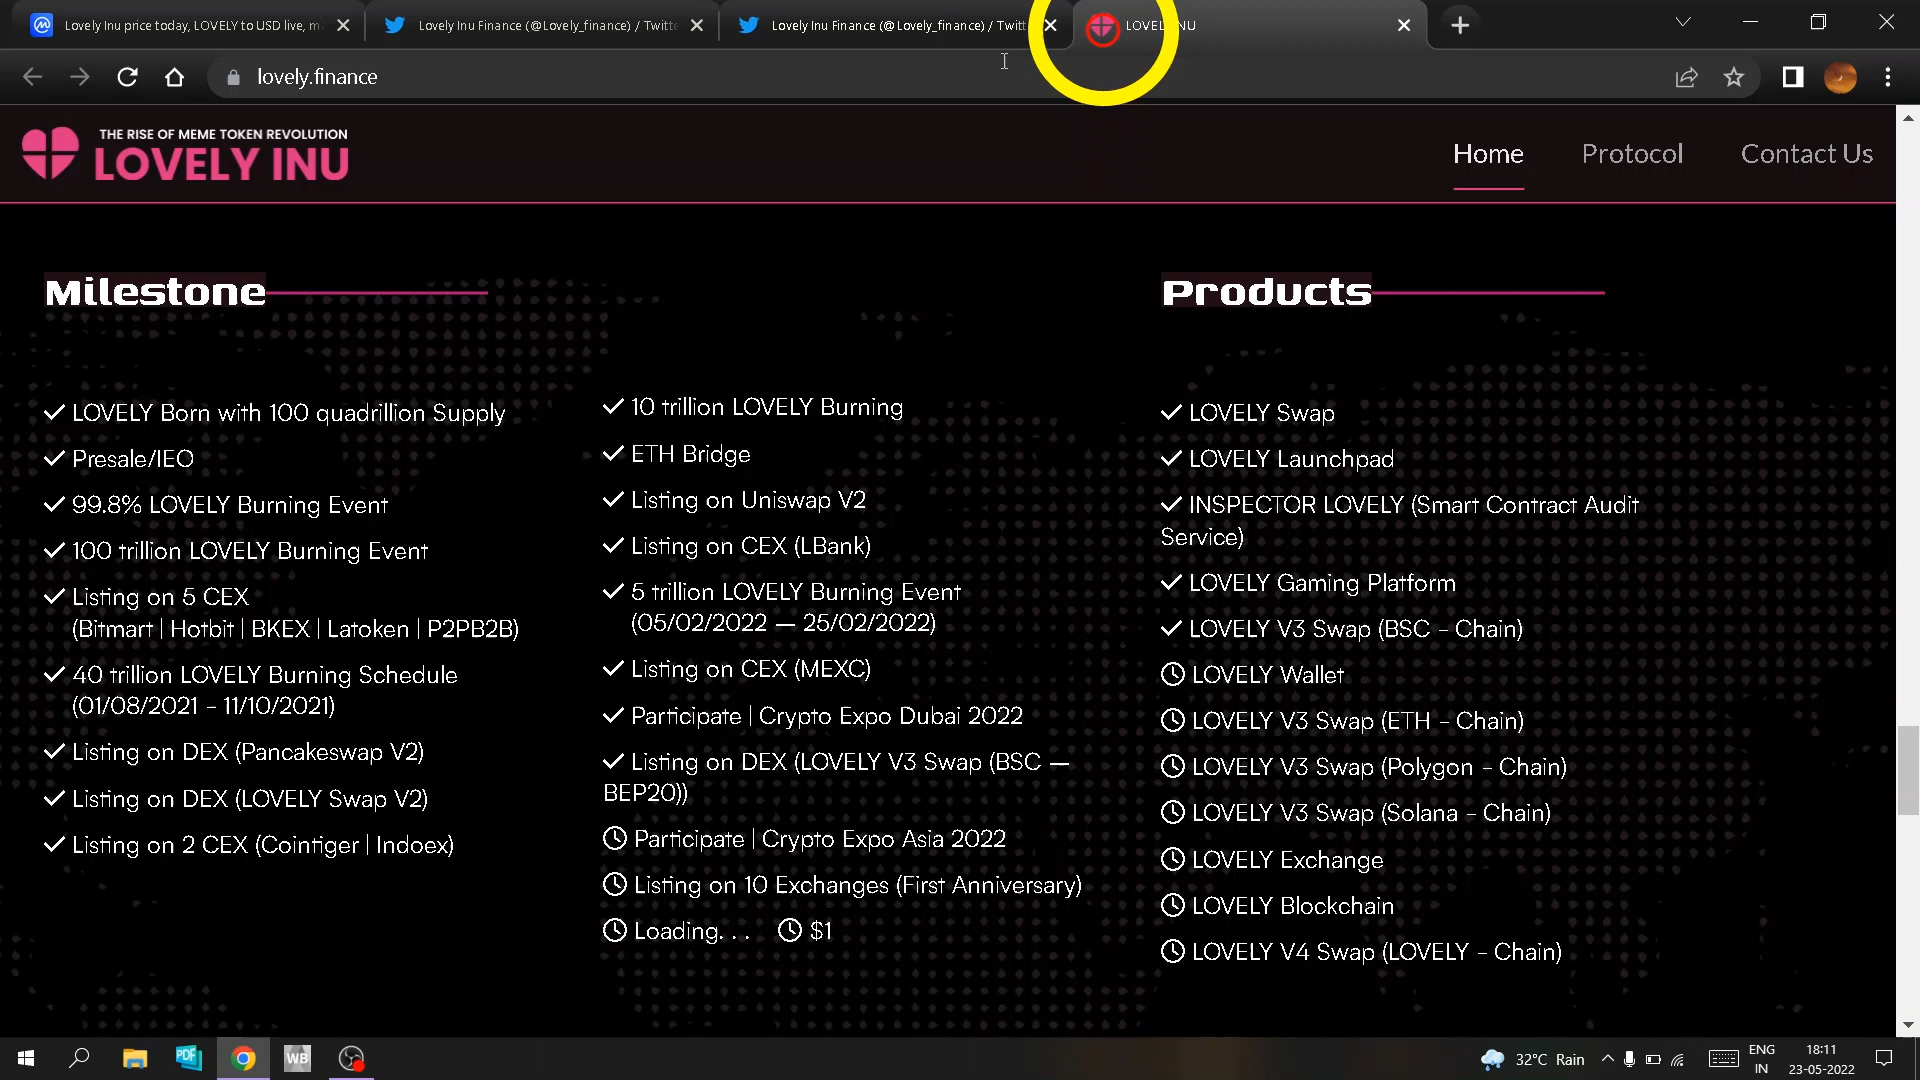 Lovely Inu price today, LOVELY to USD live, m
Lovely Inu Finance (@Lovely_finance) / Twitte
Lovely Inu Finance (@Lovely_finance) / Twitt
LOVELY INU
lovely.finance
THE RISE OF MEME TOKEN REVOLUTION
LOVELY INU
Home
Protocol
Contact Us
Milestone
LOVELY Born with 100 quadrillion Supply
Presale/IEO
99.8% LOVELY Burning Event
100 trillion LOVELY Burning Event
Listing on 5 CEX
(Bitmart | Hotbit | BKEX | Latoken | P2PB2B)
40 trillion LOVELY Burning Schedule
(01/08/2021 - 11/10/2021)
Listing on DEX (Pancakeswap V2)
Listing on DEX (LOVELY Swap V2)
Listing on 2 CEX (Cointiger | Indoex)
10 trillion LOVELY Burning
ETH Bridge
Listing on Uniswap V2
Listing on CEX (LBank)
5 trillion LOVELY Burning Event
(05/02/2022 – 25/02/2022)
Listing on CEX (MEXC)
Participate | Crypto Expo Dubai 2022
Listing on DEX (LOVELY V3 Swap (BSC –
BEP20))
Participate | Crypto Expo Asia 2022
Listing on 10 Exchanges (First Anniversary)
Loading. . . $1
Products
LOVELY Swap
LOVELY Launchpad
INSPECTOR LOVELY (Smart Contract Audit
Service)
LOVELY Gaming Platform
LOVELY V3 Swap (BSC - Chain)
LOVELY Wallet
LOVELY V3 Swap (ETH - Chain)
LOVELY V3 Swap (Polygon - Chain)
LOVELY V3 Swap (Solana - Chain)
LOVELY Exchange
LOVELY Blockchain
LOVELY V4 Swap (LOVELY - Chain)
PDF
WB
32°C Rain
ENG
IN
18:11
23-05-2022